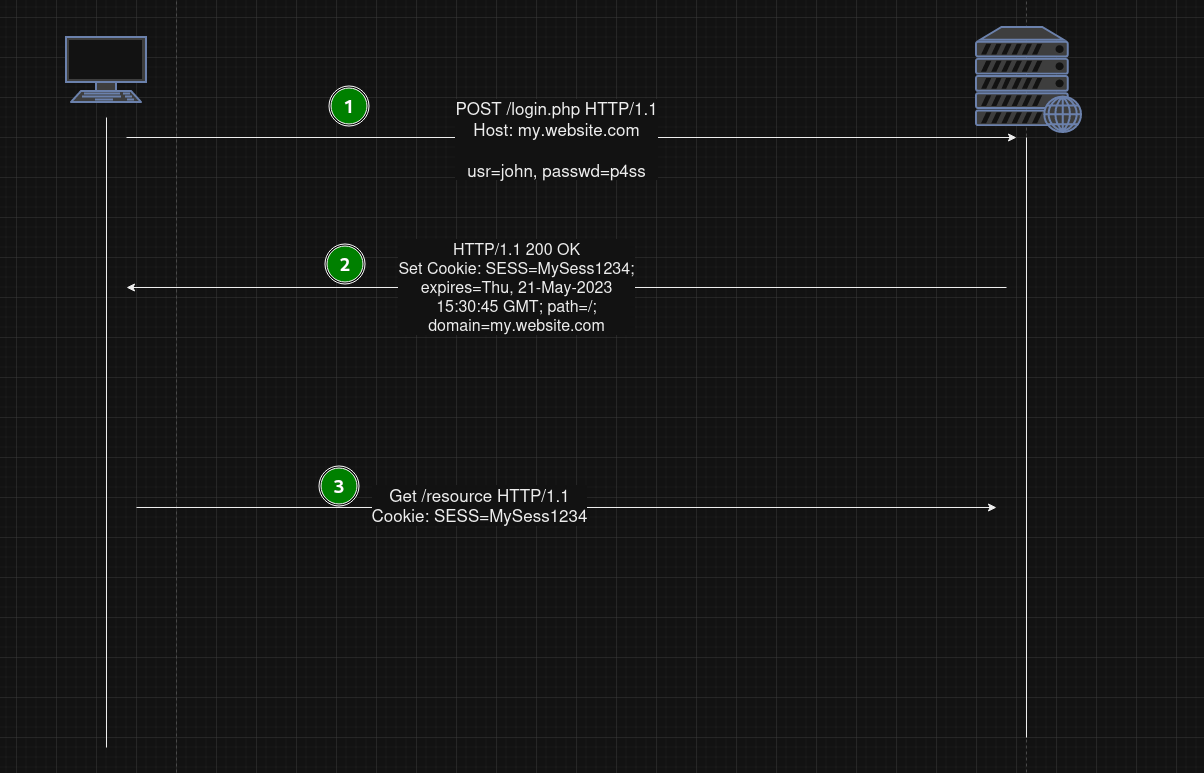 1
POST /login.php HTTP/1.1
Host: my.website.com
usr=john, passwd=p4ss
2
HTTP/1.1 200 OK
Set Cookie: SESS=MySess1234;
expires=Thu, 21-May-2023
15:30:45 GMT; path=/;
domain=my.website.com
3
Get /resource HTTP/1.1
Cookie: SESS=MySess1234